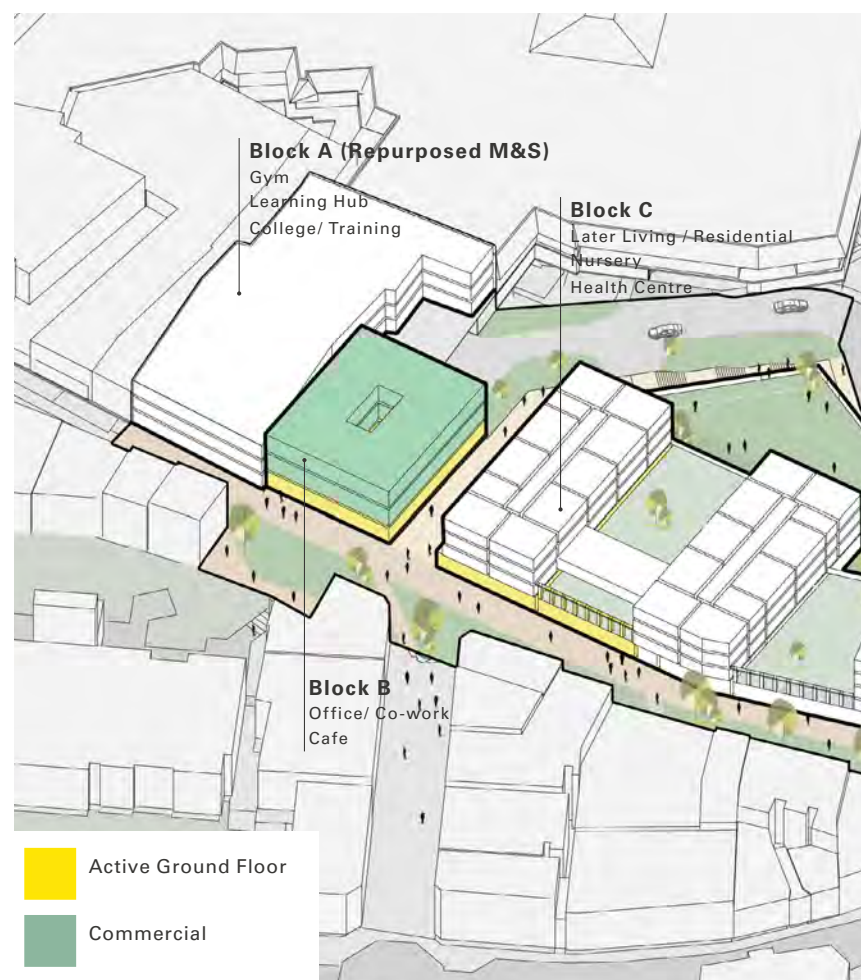 Block A (Repurposed M&S)
Gym
Learning Hub
College/ Training
Block C
Later Living / Residential
Nursery
Health Centre
Block B
Office/ Co-work
Cafe
Active Ground Floor
Commercial